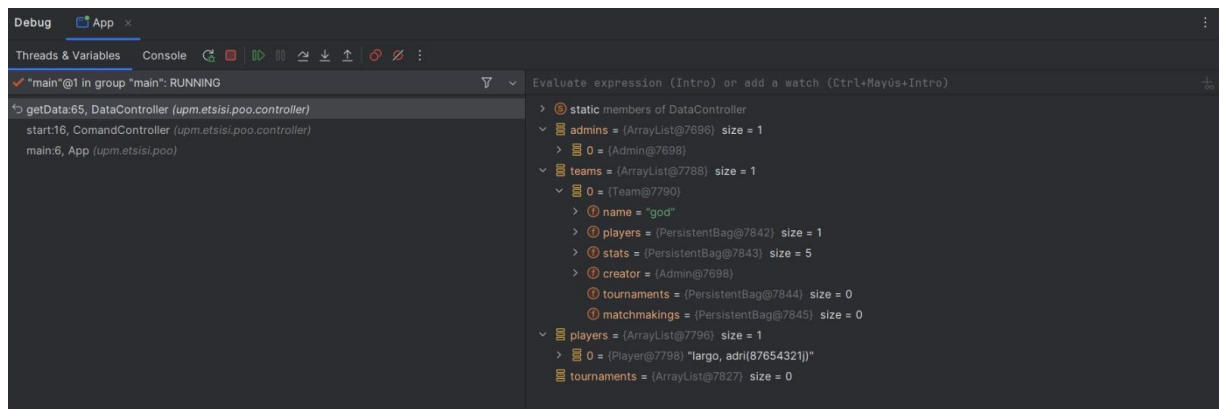 Debug App ×
Threads & Variables Console
"main"@1 in group "main": RUNNING
Evaluate expression (Intro) or add a watch (Ctrl+Mayús+Intro)
getData:65, DataController (upm.etsisi.poo.controller)
start:16, ComandController (upm.etsisi.poo.controller)
main:6, App (upm.etsisi.poo)
static members of DataController
admins = {ArrayList@7696} size = 1
0 = {Admin@7698}
teams = {ArrayList@7788} size = 1
0 = {Team@7790}
name = "god"
players = {PersistentBag@7842} size = 1
stats = {PersistentBag@7843} size = 5
creator = {Admin@7698}
tournaments = {PersistentBag@7844} size = 0
matchmakings = {PersistentBag@7845} size = 0
players = {ArrayList@7796} size = 1
0 = {Player@7798} "largo, adri(87654321j)"
tournaments = {ArrayList@7827} size = 0